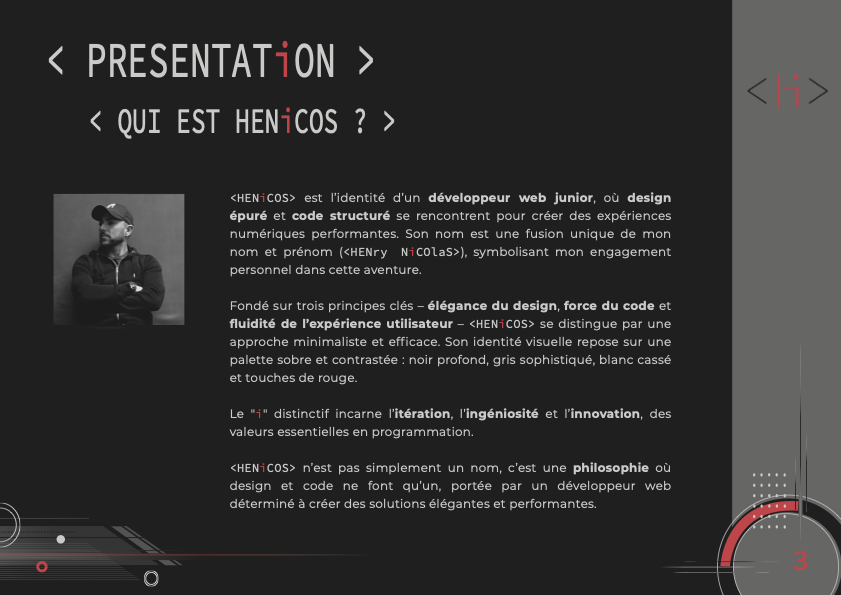 < PRESENTATiON >
<Hi>
< QUI EST HENiCOS ? >
<HENiCOS> est l'identité d'un développeur web junior, où design
épuré et code structuré se rencontrent pour créer des expériences
numériques performantes. Son nom est une fusion unique de mon
nom et prénom (<HENry NiCOlaS>), symbolisant mon engagement
personnel dans cette aventure.
Fondé sur trois principes clés – élégance du design, force du code et
fluidité de l'expérience utilisateur – <HENiCOS> se distingue par une
approche minimaliste et efficace. Son identité visuelle repose sur une
palette sobre et contrastée : noir profond, gris sophistiqué, blanc cassé
et touches de rouge.
Le "i" distinctif incarne l'itération, l'ingéniosité et l'innovation, des
valeurs essentielles en programmation.
<HENiCOS> n'est pas simplement un nom, c'est une philosophie où
design et code ne font qu'un, portée par un développeur web
déterminé à créer des solutions élégantes et performantes.
3